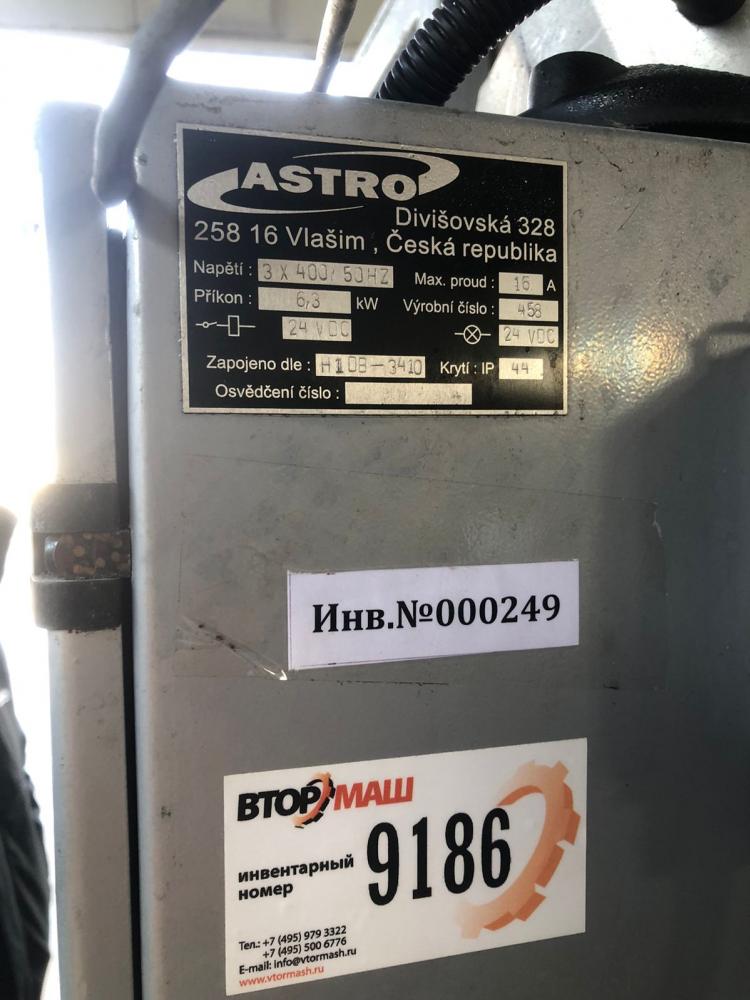 ASTRO
Divišovská 328
258 16 Vlašim , Česká republika
Napětí : 3 X 400/ 50HZ Max. proud : 16 A
Příkon : 6,3 kW Výrobní číslo : 458
24 VDC 24 VDC
Zapojeno dle : H10B-3410 Krytí : IP 44
Osvědčení číslo :
Инв.№000249
ВТОРМАШ
инвентарный
номер
9186
Тел.: +7 (495) 979 3322
+7 (495) 500 6776
E-mail: info@vtormash.ru
www.vtormash.ru